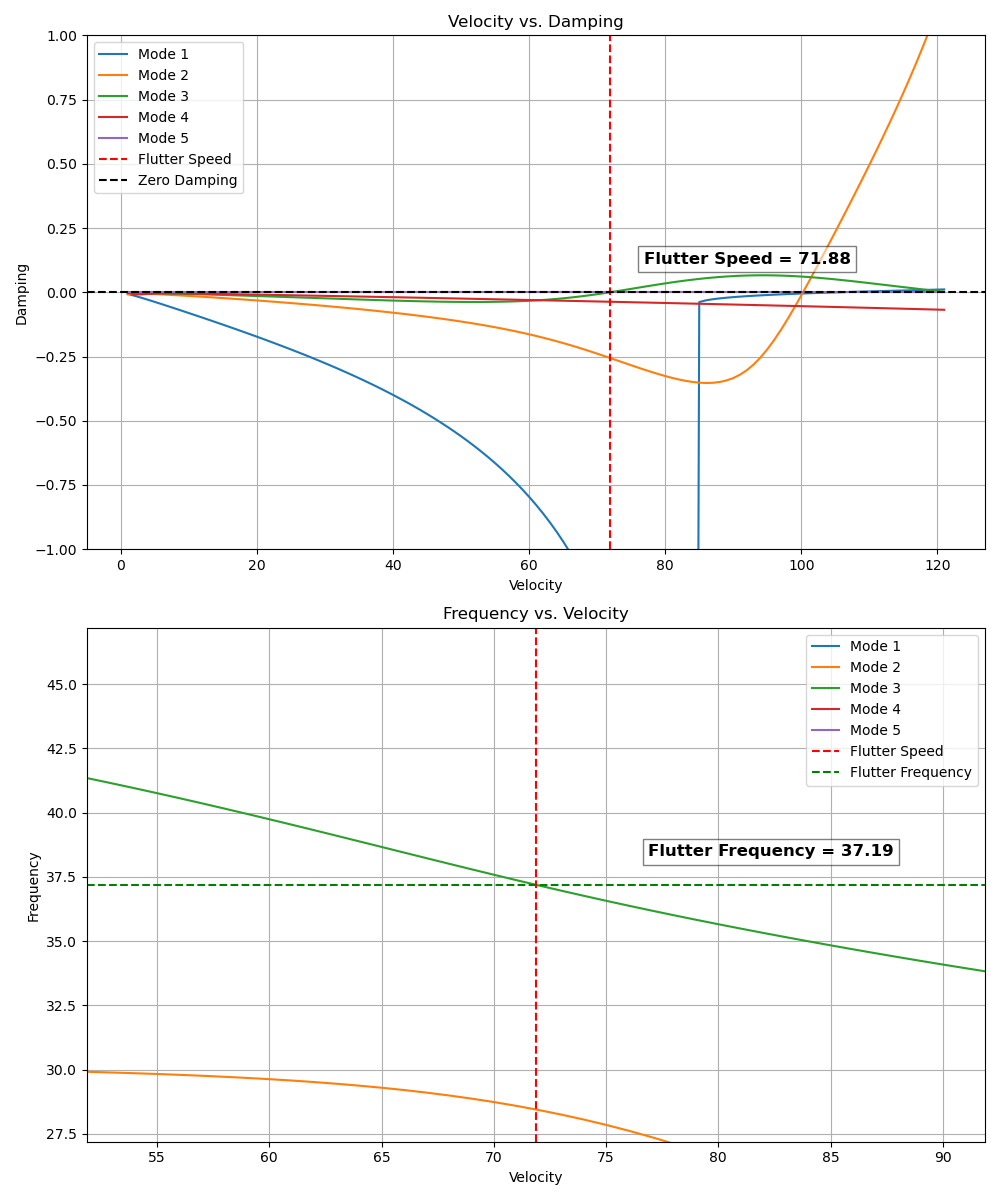 Velocity vs. Damping
1.00
0.75
0.50
0.25
0.00
−0.25
−0.50
−0.75
−1.00
Damping
Mode 1
Mode 2
Mode 3
Mode 4
Mode 5
Flutter Speed
Zero Damping
Flutter Speed = 71.88
0 20 40 60 80 100 120
Velocity
Frequency vs. Velocity
45.0
42.5
40.0
37.5
35.0
32.5
30.0
27.5
Frequency
Mode 1
Mode 2
Mode 3
Mode 4
Mode 5
Flutter Speed
Flutter Frequency
Flutter Frequency = 37.19
55 60 65 70 75 80 85 90
Velocity